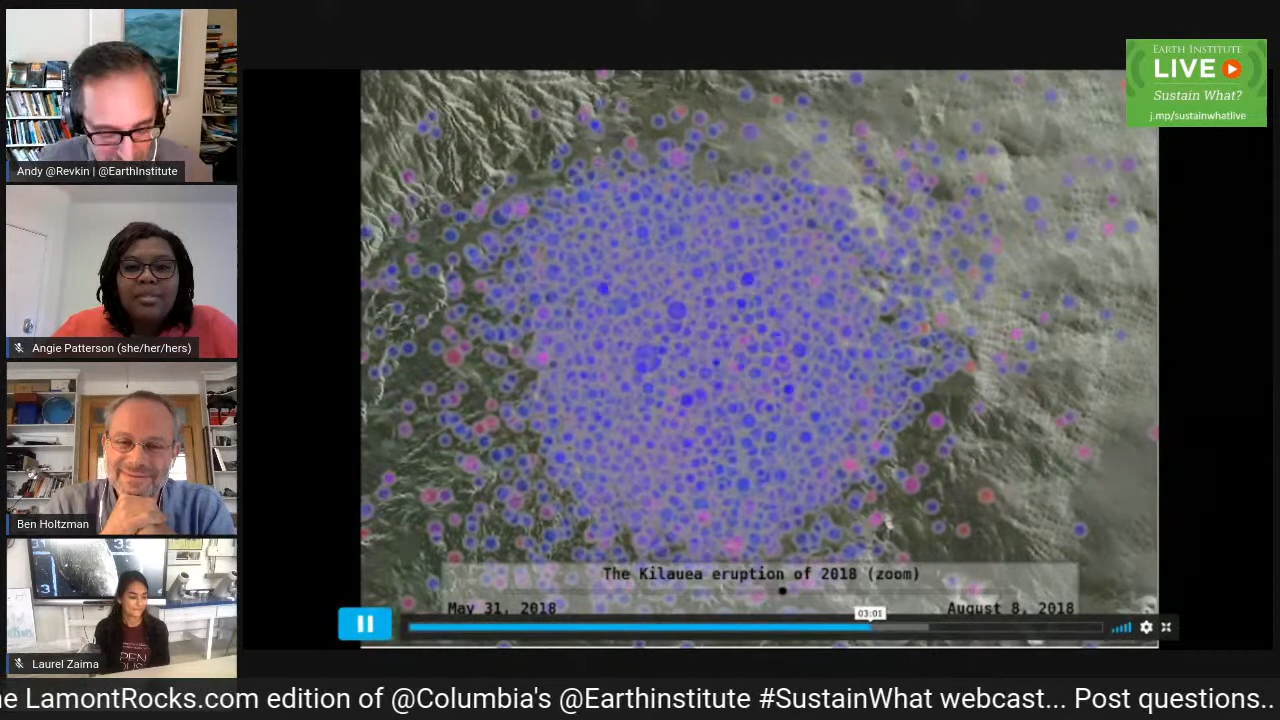 Andy @Revkin | @EarthInstitute
Angie Patterson (she/her/hers)
Ben Holtzman
Laurel Zaima
EARTH INSTITUTE
LIVE
Sustain What?
j.mp/sustainwhatlive
The Kilauea eruption of 2018 (zoom)
May 31, 2018
August 8, 2018
03:01
LamontRocks.com edition of @Columbia's @Earthinstitute #SustainWhat webcast... Post questions..